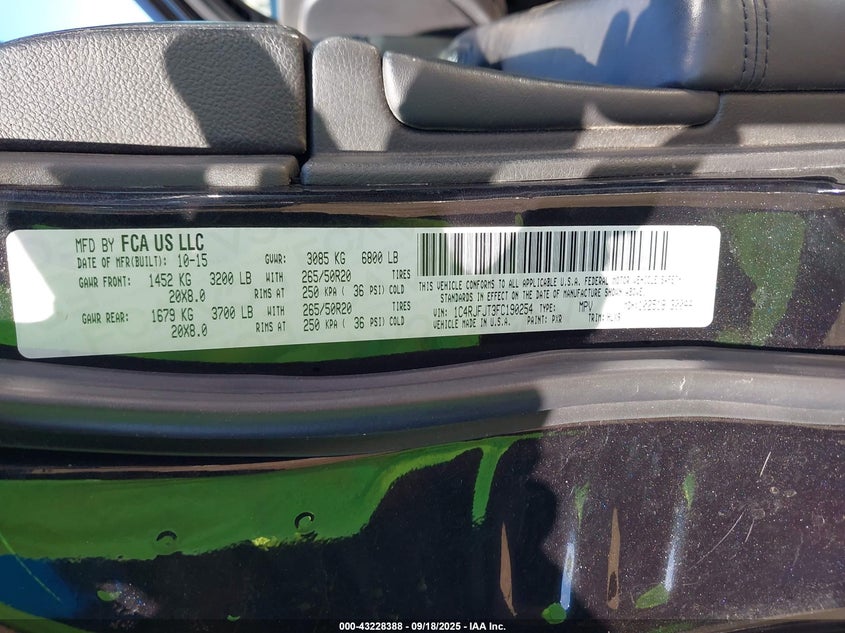 MFD BY FCA US LLC
DATE OF MFR(BUILT): 10-15 GVWR: 3085 KG 6800 LB
GAWR FRONT: 1452 KG 3200 LB WITH 265/50R20 TIRES
20X8.0 RIMS AT 250 KPA ( 36 PSI) COLD
GAWR REAR: 1679 KG 3700 LB WITH 265/50R20 TIRES
20X8.0 RIMS AT 250 KPA ( 36 PSI) COLD
THIS VEHICLE CONFORMS TO ALL APPLICABLE U.S.A. FEDERAL MOTOR VEHICLE SAFETY
STANDARDS IN EFFECT ON THE DATE OF MANUFACTURE SHOWN ABOVE.
VIN: 1C4RJFJT3FC190254 TYPE: MPV
VEHICLE MADE IN U.S.A. PAINT: PXR TRIM:
000-43228388 - 09/18/2025 - IAA Inc.